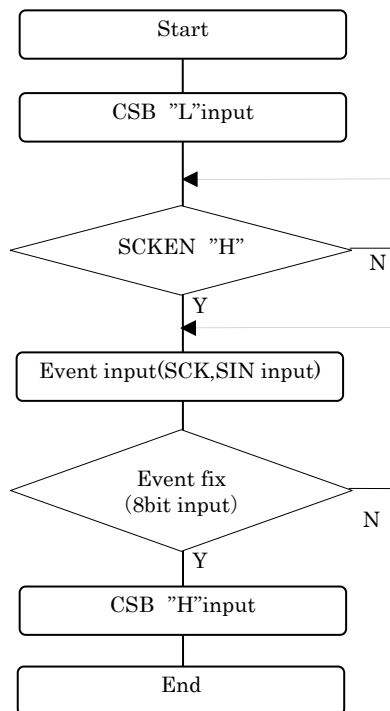 Start
CSB ”L”input
SCKEN ”H”
N
Y
Event input(SCK,SIN input)
Event fix
(8bit input)
N
Y
CSB ”H”input
End